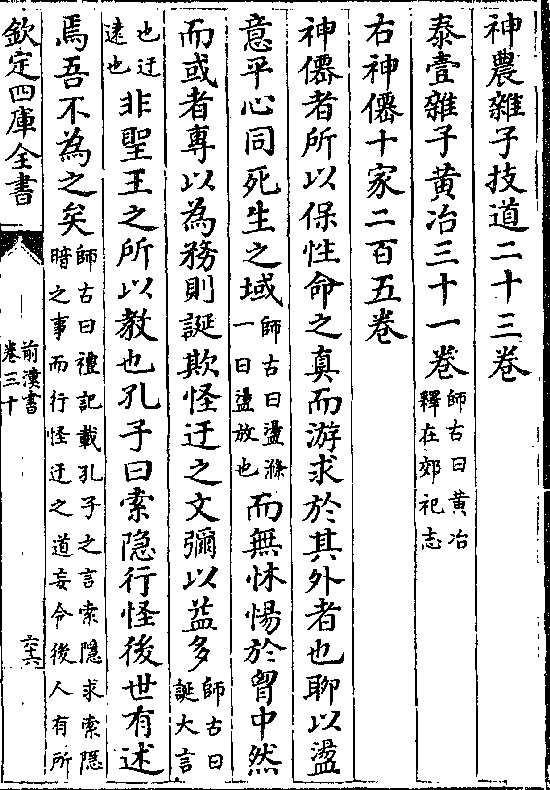 神農雜子技道二十三卷
泰壹雜子黄冶三十一卷師古曰黄冶
釋在郊祀志
右神僊十家二百五卷
神僊者所以保性命之真而游求於其外者也聊以盪
意平心同死生之域師古曰盪滌
一曰盪放也而無怵惕於胷中然
而或者專以為務則誕欺怪迂之文彌以益多師古曰
誕大言
也迂
逺也非聖王之所以教也孔子曰索隐行怪後世有述
焉吾不為之矣師古曰禮記載孔子之言索隱求索隱
暗之事而行怪迂之道妄令後人有所
欽定四庫全書
前漢書
卷三十
六十六